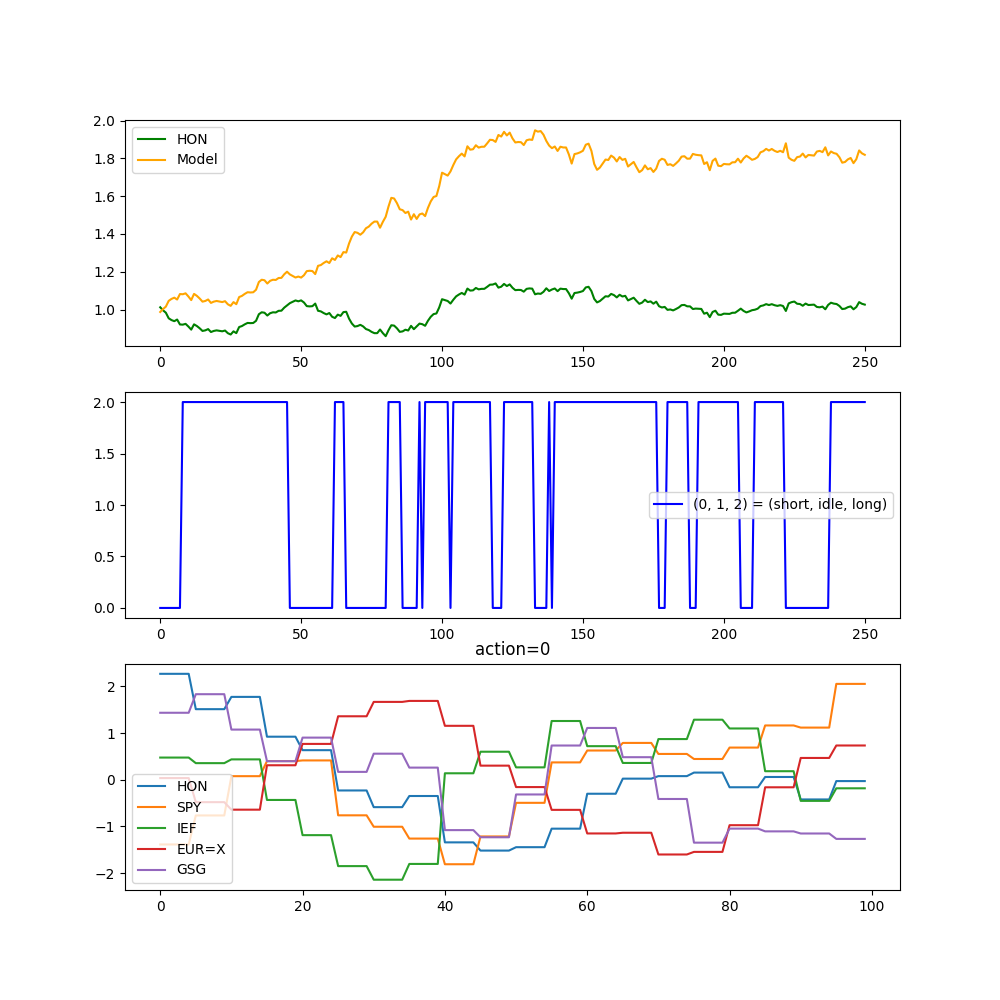 2.0
1.8
1.6
1.4
1.2
1.0
HON
Model
0 50 100 150 200 250
2.0
1.5
1.0
0.5
0.0
(0, 1, 2) = (short, idle, long)
0 50 100 150 200 250
action=0
2
1
0
−1
−2
HON
SPY
IEF
EUR=X
GSG
0 20 40 60 80 100